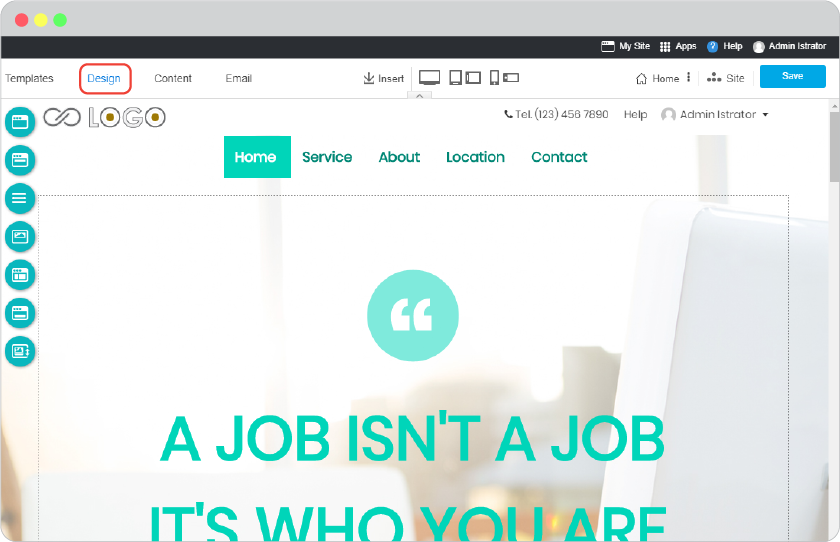 My Site Apps ? Help Admin Istrator
Templates Design Content Email Insert Home Site Save
LOGO Tel. (123) 456 7890 Help Admin Istrator
Home Service About Location Contact
“
A JOB ISN'T A JOB
IT'S WHO YOU ARE